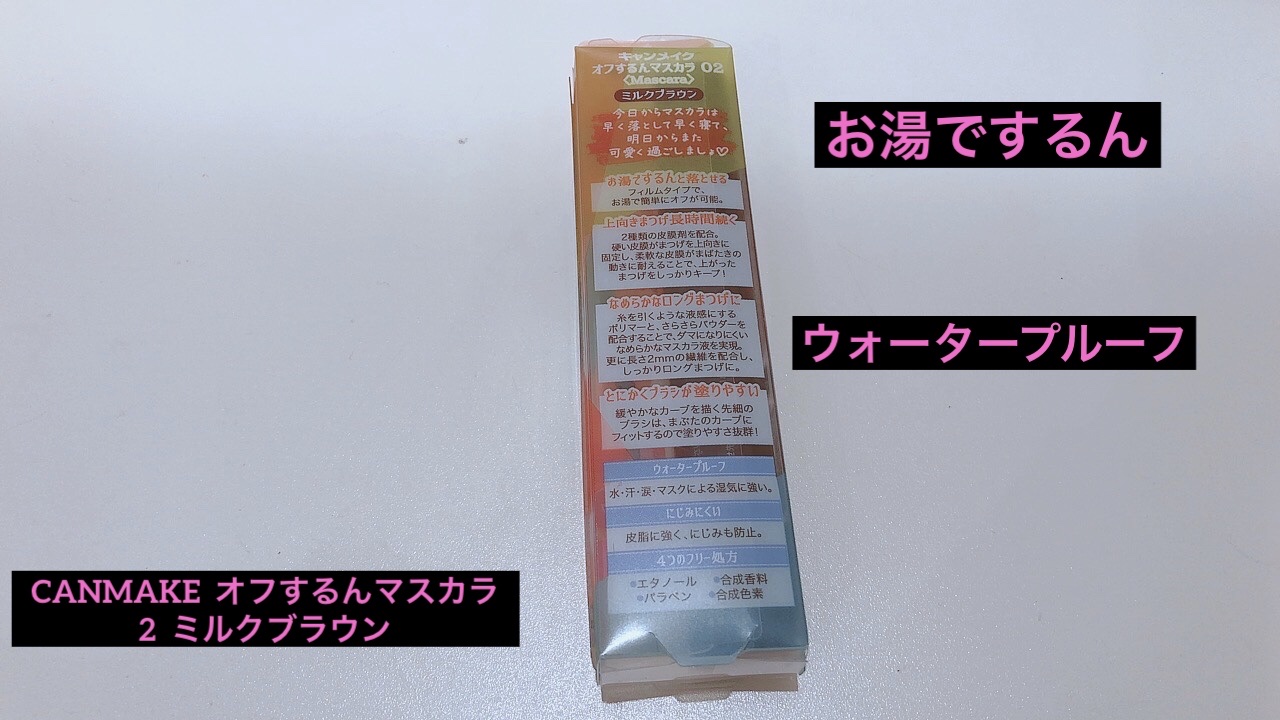 キャンメイク
オフするんマスカラ 02
〈Mascara〉
ミルクブラウン
今日からマスカラは
早く落として早く寝て、
明日からまた
可愛く過ごしましょ♡
お湯でするんと落とせる
フィルムタイプで、
お湯で簡単にオフが可能。
上向きまつげ長時間続く
2種類の皮膜剤を配合。
硬い皮膜がまつげを上向きに
固定し、柔軟な皮膜がまばたきの
動きに耐えることで、上がった
まつげをしっかりキープ!
なめらかなロングまつげに
糸を引くような液感にする
ポリマーと、さらさらパウダーを
配合することで、ダマになりにくい
なめらかなマスカラ液を実現。
更に長さ2mmの繊維を配合し、
しっかりロングまつげに。
とにかくブラシが塗りやすい
緩やかなカーブを描く先細の
ブラシは、まぶたのカーブに
フィットするので塗りやすさ抜群!
ウォータープルーフ
水・汗・涙・マスクによる湿気に強い。
にじみにくい
皮脂に強く、にじみも防止。
4つのフリー処方
●エタノール ●合成香料
●パラベン ●合成色素
お湯でするん
ウォータープルーフ
CANMAKE オフするんマスカラ
2 ミルクブラウン